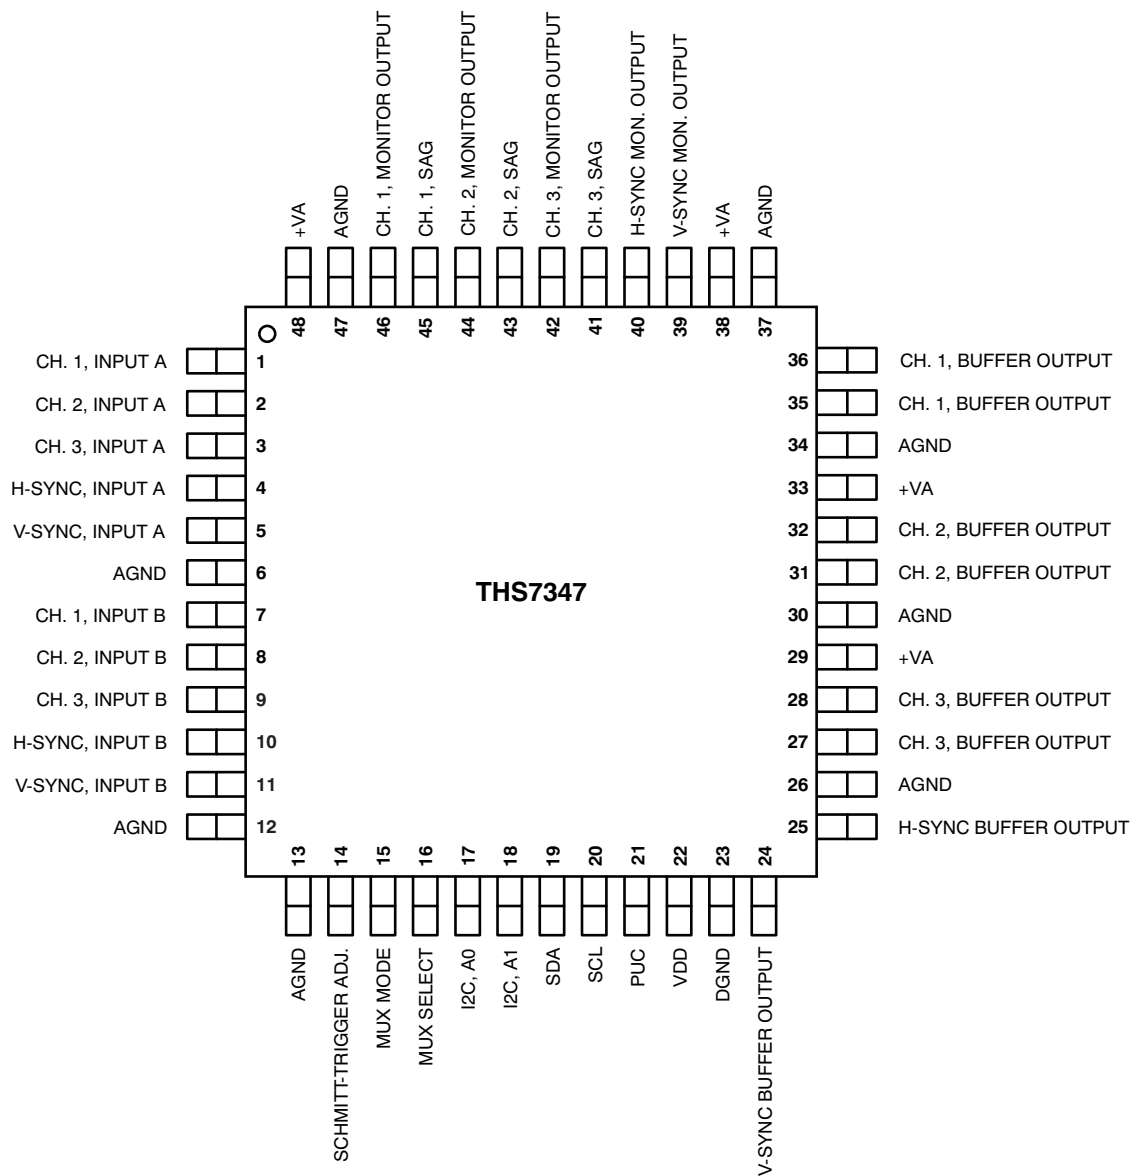 CH. 1, MONITOR OUTPUT
CH. 2, MONITOR OUTPUT
CH. 3, MONITOR OUTPUT
H-SYNC MON. OUTPUT
V-SYNC MON. OUTPUT
CH. 1, SAG
CH. 2, SAG
CH. 3, SAG
+VA
AGND
+VA
AGND
48
47
46
45
44
43
42
41
40
39
38
37
CH. 1, INPUT A
1
36
CH. 1, BUFFER OUTPUT
CH. 2, INPUT A
2
35
CH. 1, BUFFER OUTPUT
CH. 3, INPUT A
3
34
AGND
H-SYNC, INPUT A
4
33
+VA
V-SYNC, INPUT A
5
32
CH. 2, BUFFER OUTPUT
AGND
6
31
CH. 2, BUFFER OUTPUT
THS7347
CH. 1, INPUT B
7
30
AGND
CH. 2, INPUT B
8
29
+VA
CH. 3, INPUT B
9
28
CH. 3, BUFFER OUTPUT
H-SYNC, INPUT B
10
27
CH. 3, BUFFER OUTPUT
V-SYNC, INPUT B
11
26
AGND
AGND
12
25
H-SYNC BUFFER OUTPUT
13
14
15
16
17
18
19
20
21
22
23
24
AGND
SCHMITT-TRIGGER ADJ.
MUX MODE
MUX SELECT
I2C, A0
I2C, A1
SDA
SCL
PUC
VDD
DGND
V-SYNC BUFFER OUTPUT